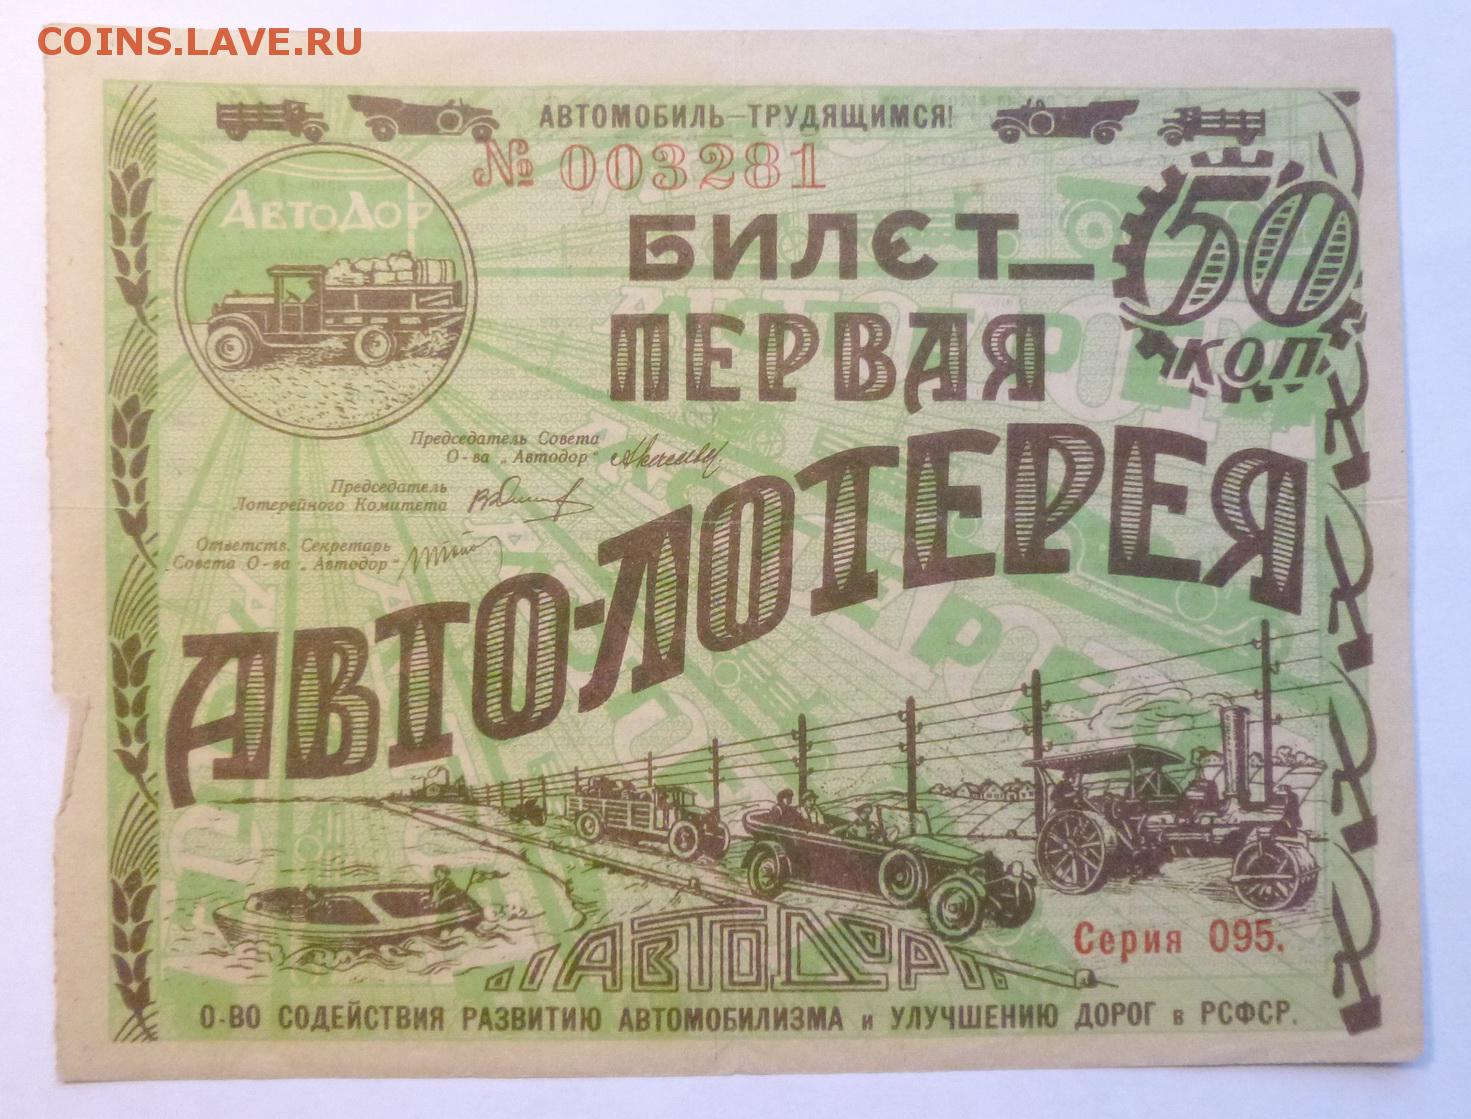 COINS.LAVE.RU
АВТОМОБИЛЬ—ТРУДЯЩИМСЯ!
№ 003281
АВТОДОР
БИЛЕТ—
50
КОП
ПЕРВАЯ
АВТО-ЛОТЕРЕЯ
Председатель Совета
О-ва „Автодор"
Председатель
Лотерейного Комитета
Ответств. Секретарь
Совета О-ва „Автодор"
Серия 095.
„АВТОДОР"
О-ВО СОДЕЙСТВИЯ РАЗВИТИЮ АВТОМОБИЛИЗМА и УЛУЧШЕНИЮ ДОРОГ в РСФСР.